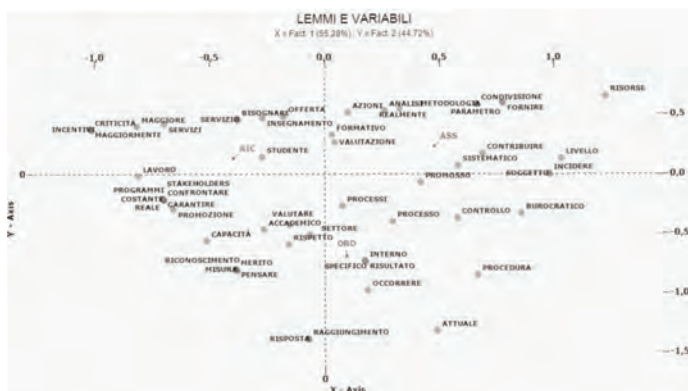 LEMMI E VARIABILI
X = Fact. 1 (55,28%); Y = Fact. 2 (44,72%)
-1,0 -0,5 0,0 0,5 1,0
RISORSE
CONDIVISIONE
AZIONI ANALISI METODOLOGIA
OFFERTA FORNIRE
BISOGNARE REALMENTE PARAMETRO
0,5
CRITICITÀ MAGGIORE SERVIZIO INSEGNAMENTO
INCENTIVI SERVIZI FORMATIVO
MAGGIORMENTE
VALUTAZIONE ASS
RIC STUDENTE CONTRIBUIRE LIVELLO
SISTEMATICO
LAVORO SOGGETTO INCIDERE
0 0
PROMOSSO
PROGRAMMI STAKEHOLDERS
CONFRONTARE
COSTANTE
REALE GARANTIRE
PROMOZIONE
PROCESSI
VALUTARE PROCESSO CONTROLLO BUROCRATICO
ACCADEMICO
SETTORE
-0,5
CAPACITÀ RISPETTO OBD
INTERNO
RICONOSCIMENTO MERITO SPECIFICO RISULTATO
MISURA PENSARE
PROCEDURA
OCCORRERE
-1,0
ATTUALE
RISPOSTA RAGGIUNGIMENTO
-1,5
0
Y - Axis
X - Axis